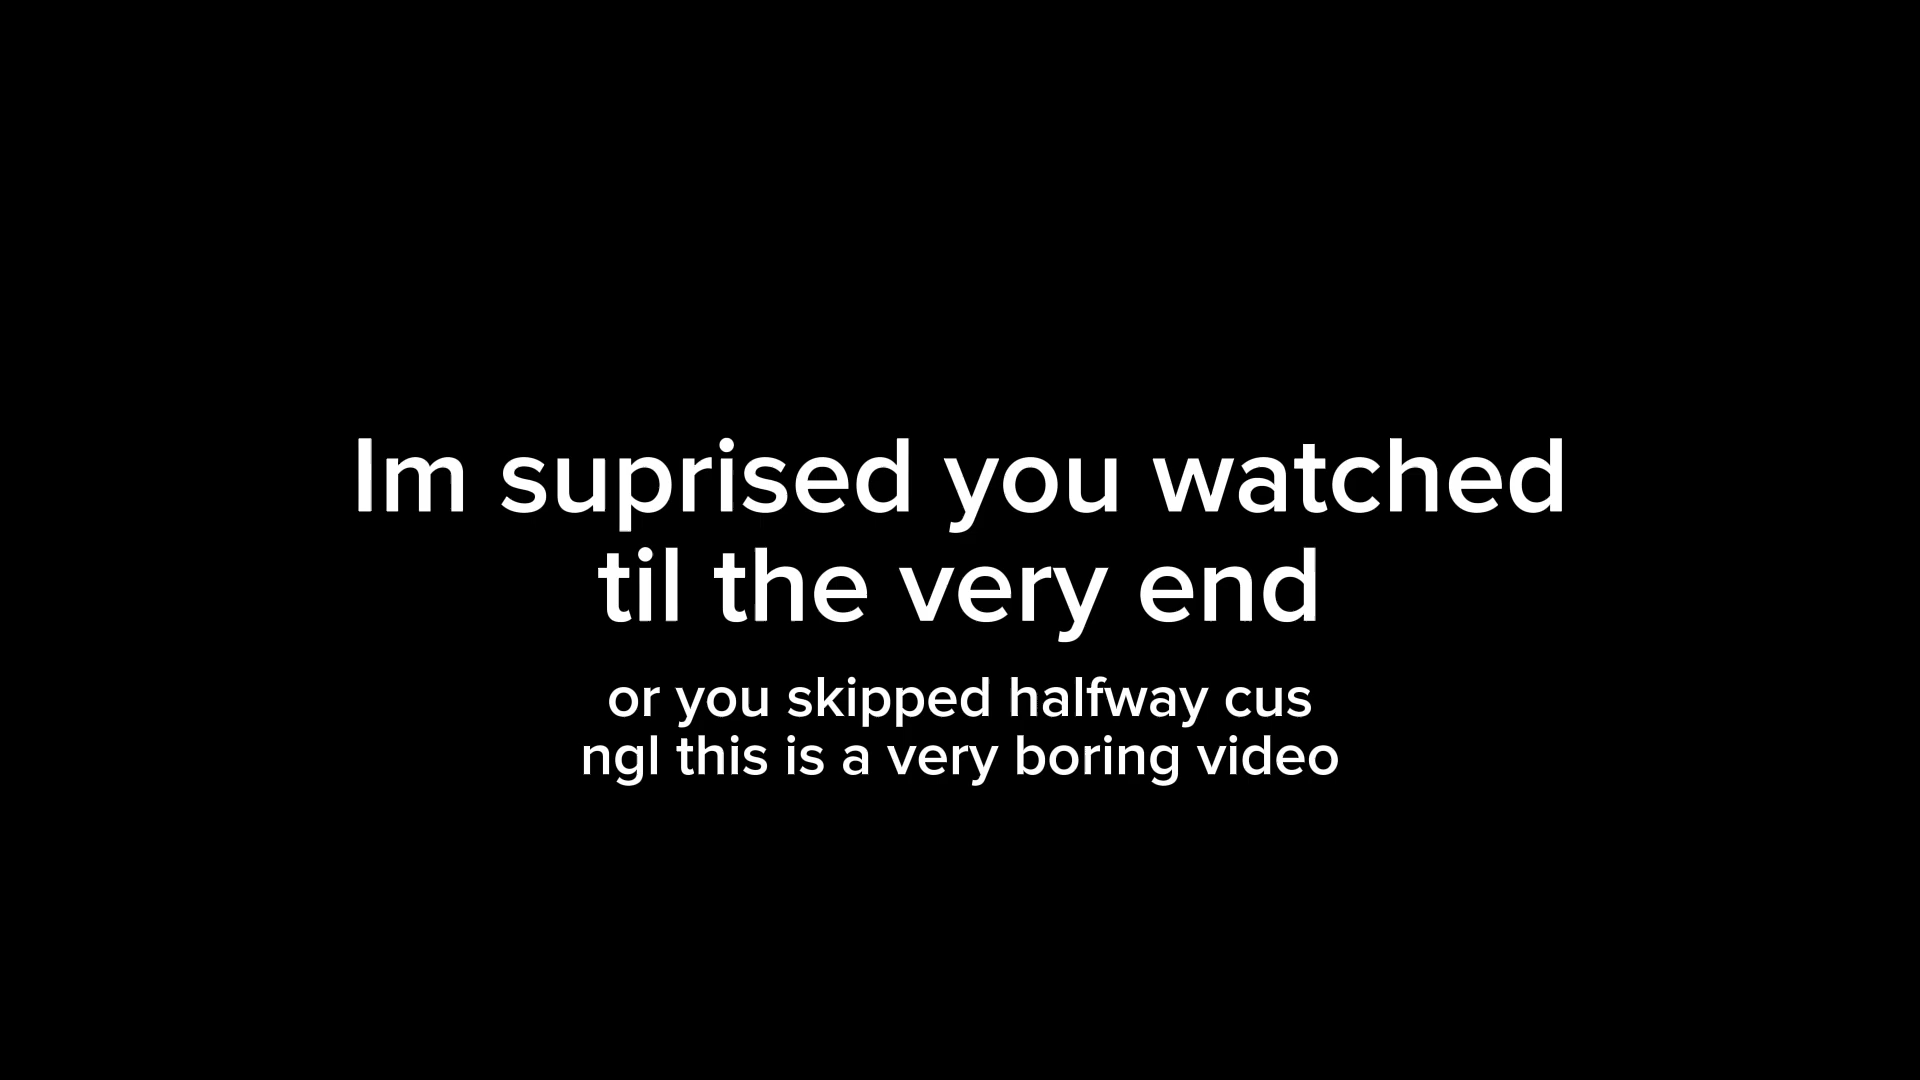 Im suprised you watched
til the very end
or you skipped halfway cus
ngl this is a very boring video